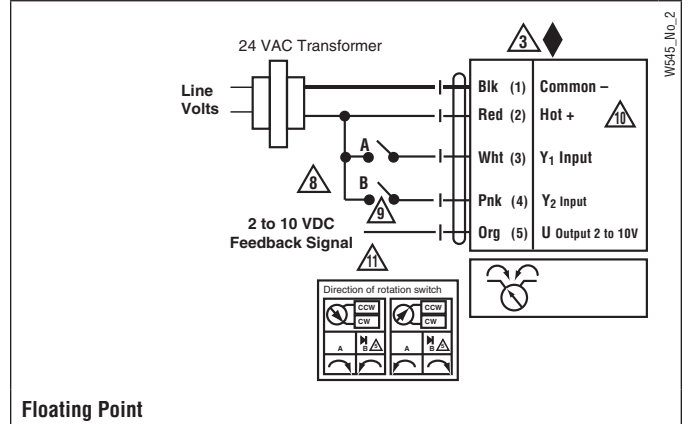 W545_No_2
24 VAC Transformer
3
Line
Volts
Blk (1) Common –
Red (2) Hot +
10
A
Wht (3) Y1 Input
8
B
Pnk (4) Y2 Input
9
2 to 10 VDC
Feedback Signal
Org (5) U Output 2 to 10V
11
Direction of rotation switch
CCW CCW
CW CW
A B 5 A B 5
Floating Point